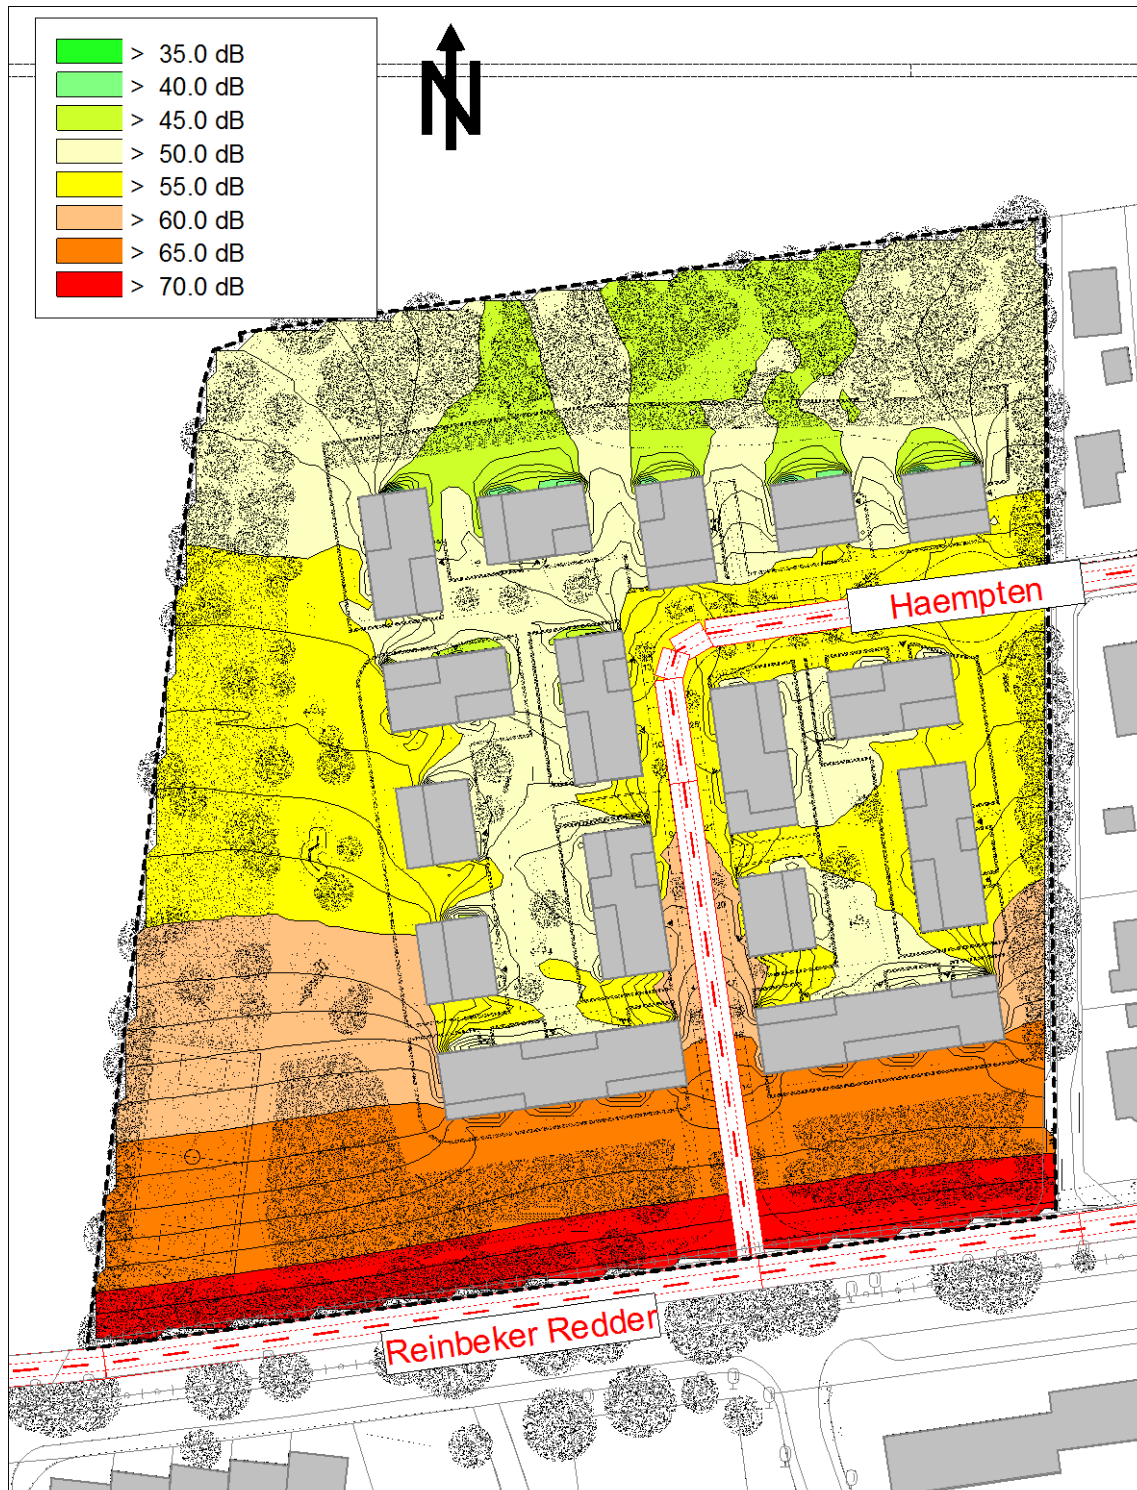 > 35.0 dB
> 40.0 dB
> 45.0 dB
> 50.0 dB
> 55.0 dB
> 60.0 dB
> 65.0 dB
> 70.0 dB
N
Haempten
Reinbeker Redder